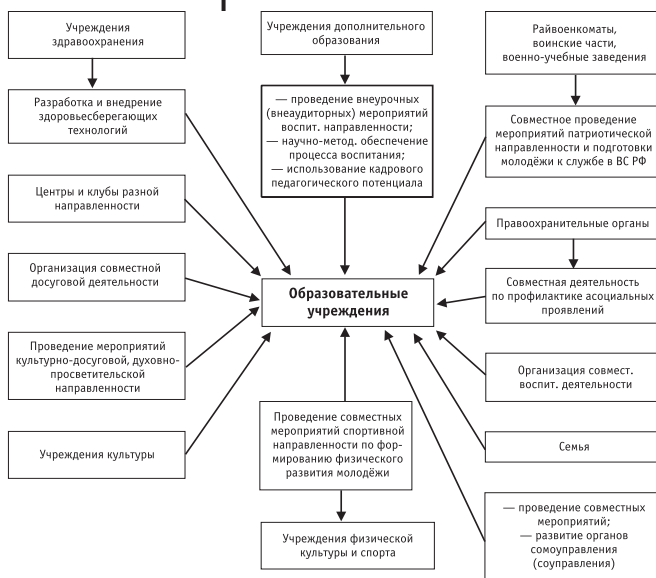 Учреждения
здравоохранения
Разработка и внедрение
здоровьесберегающих
технологий
Центры и клубы разной
направленности
Организация совместной
досуговой деятельности
Проведение мероприятий
культурно-досуговой, духовно-
просветительской
направленности
Учреждения культуры
Учреждения дополнительного
образования
— проведение внеурочных
(внеаудиторных) мероприятий
воспит. направленности;
— научно-метод. обеспечение
процесса воспитания;
— использование кадрового
педагогического потенциала
Образовательные
учреждения
Проведение совместных
мероприятий спортивной
направленности по фор-
мированию физического
развития молодёжи
Учреждения физической
культуры и спорта
Райвоенкоматы,
воинские части,
военно-учебные заведения
Совместное проведение
мероприятий патриотической
направленности и подготовки
молодёжи к службе в ВС РФ
Правоохранительные органы
Совместная деятельность
по профилактике асоциальных
проявлений
Организация совмест.
воспит. деятельности
Семья
— проведение совместных
мероприятий;
— развитие органов
сомоуправления
(соуправления)